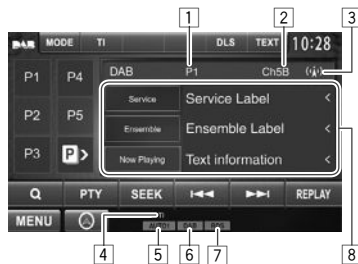 1 2 3
DAB MODE TI DLS TEXT 10:28
P1 P4 DAB P1 Ch5B
Service Service Label <
P2 P5 Ensemble Ensemble Label <
P3 P > Now Playing Text information <
Q PTY SEEK REPLAY
MENU
4 5 6 7 8